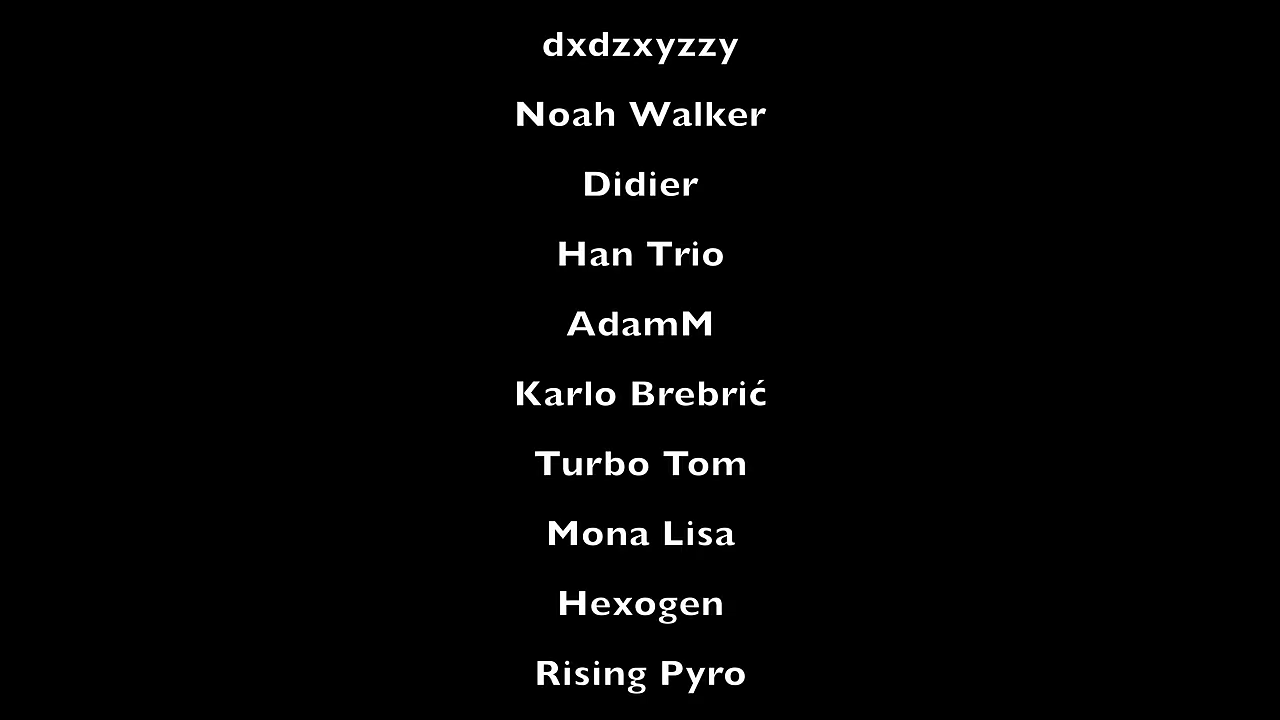 dxdzxyzzy
Noah Walker
Didier
Han Trio
AdamM
Karlo Brebrić
Turbo Tom
Mona Lisa
Hexogen
Rising Pyro